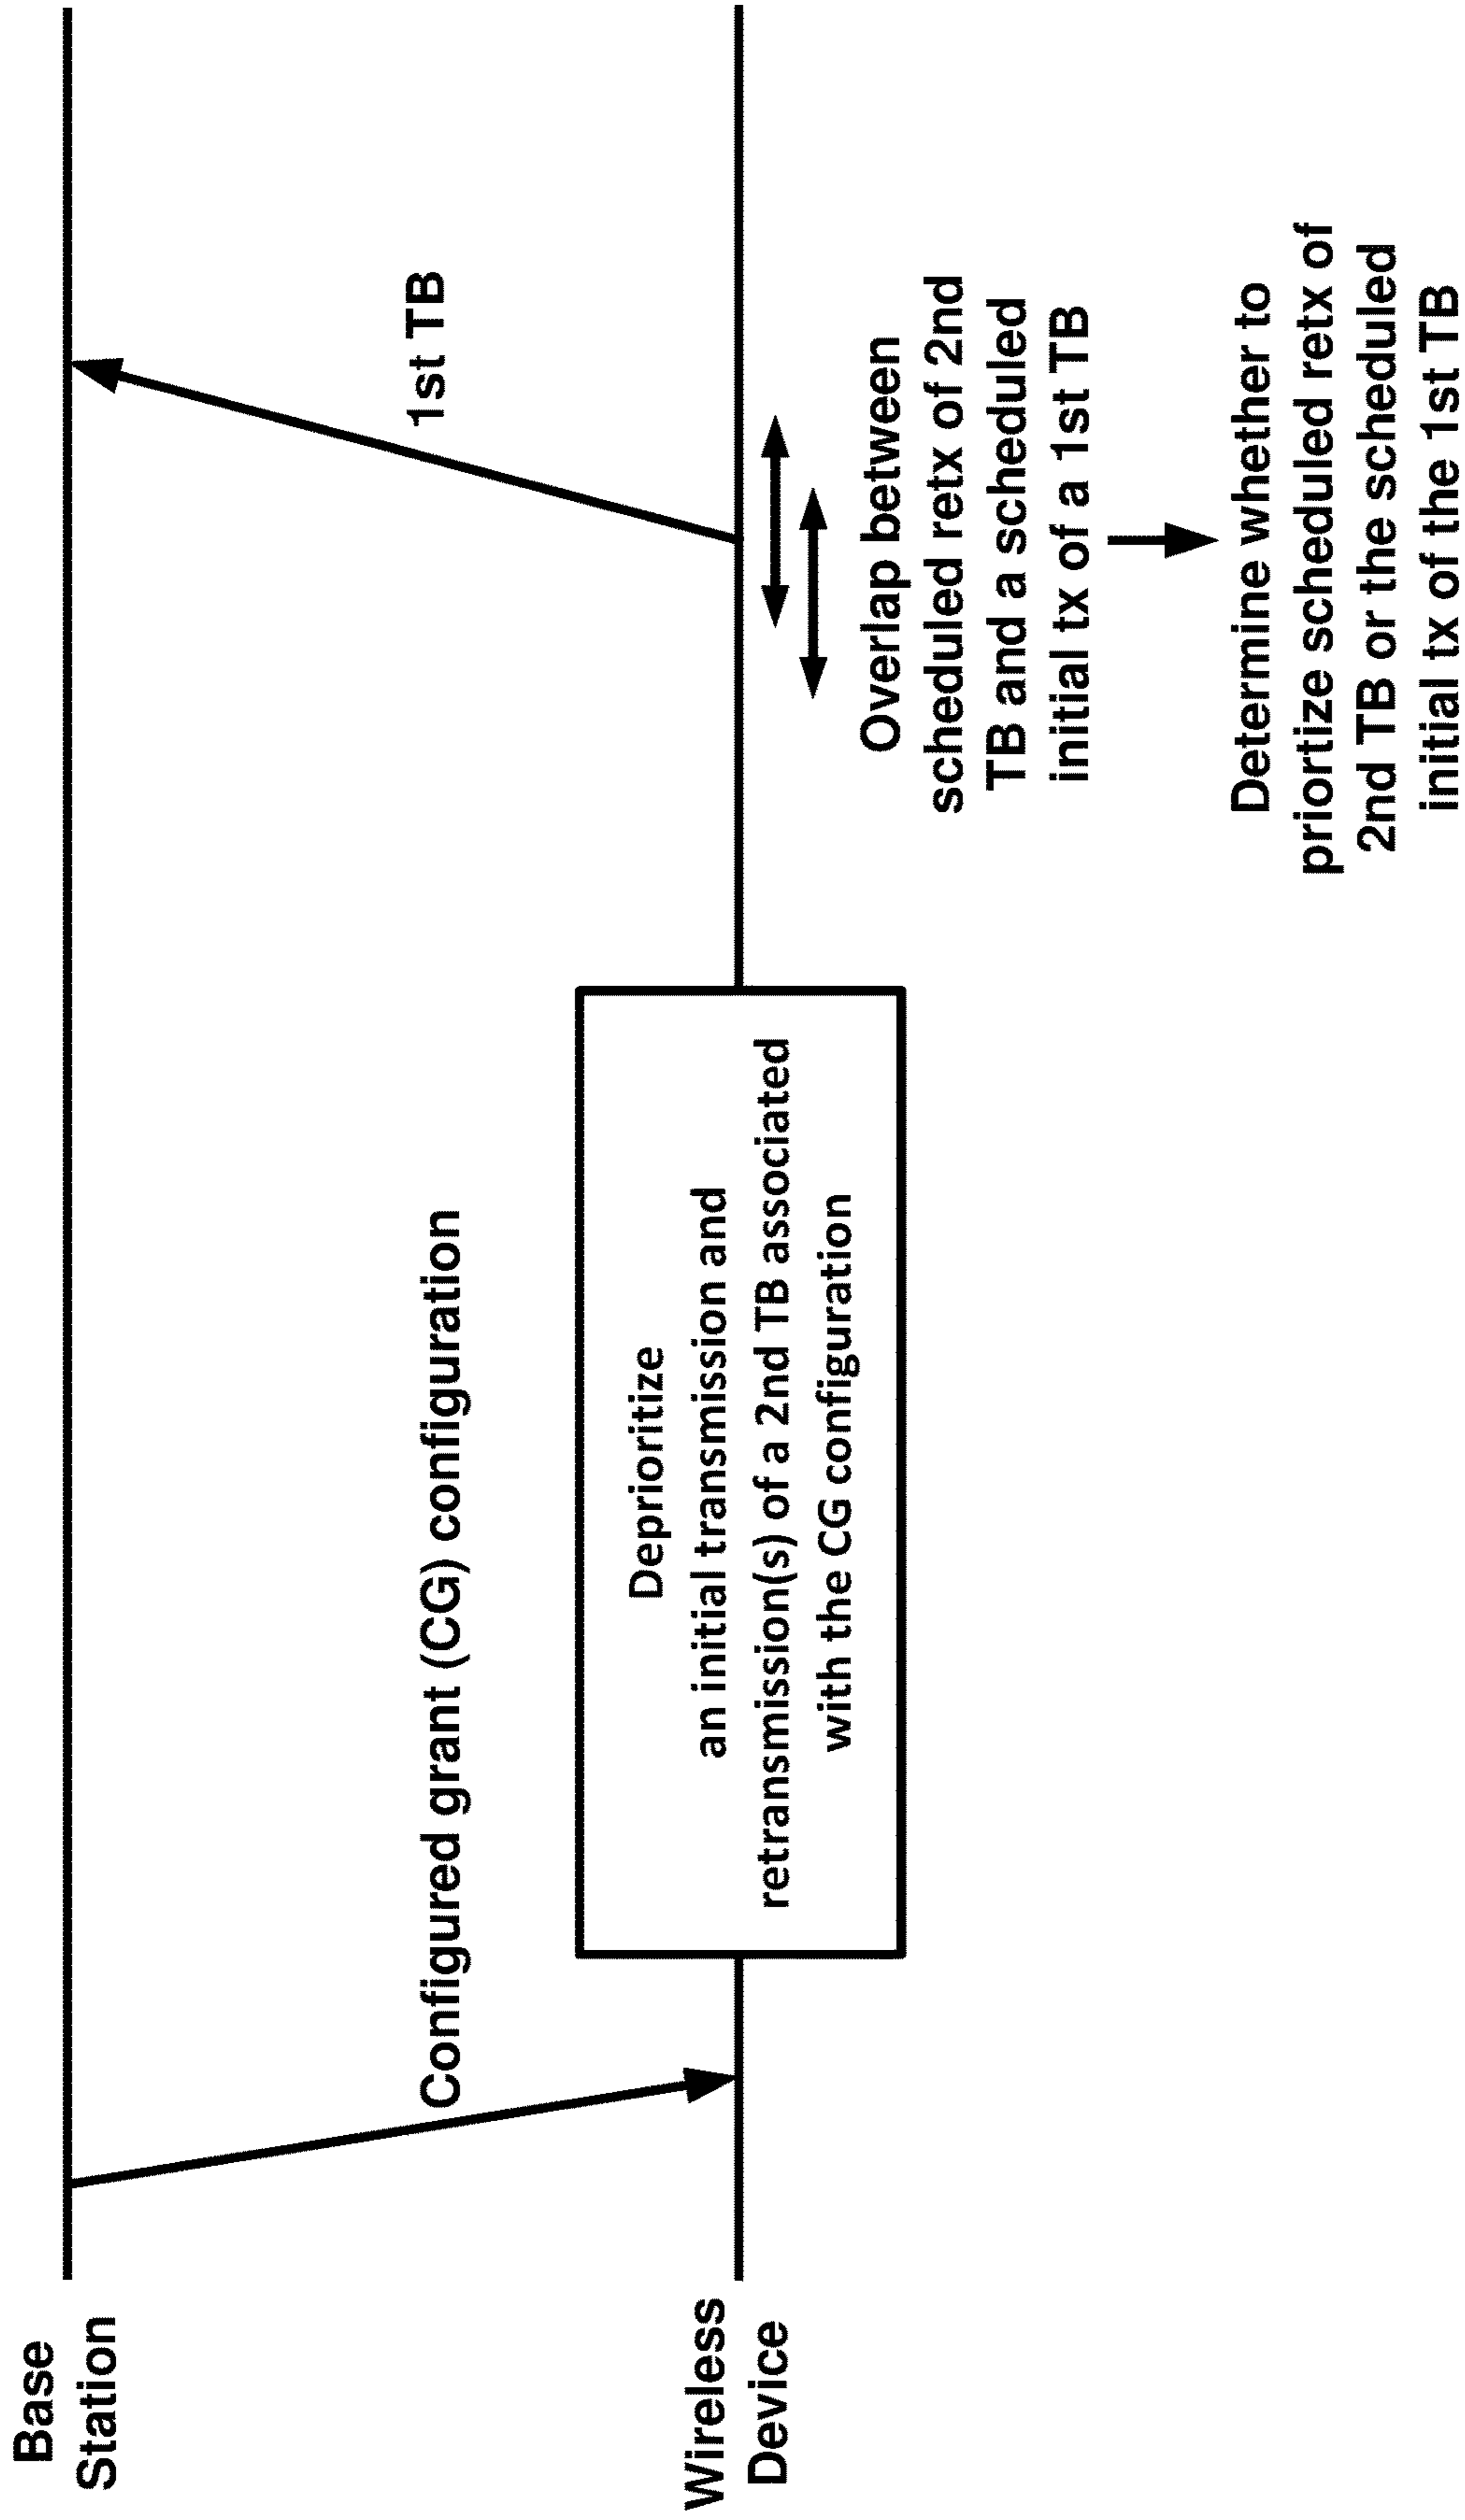 Base
Station
Configured grant (CG) configuration
1st TB
Wireless
Device
Deprioritize
an initial transmission and
retransmission(s) of a 2nd TB associated
with the CG configuration
Overlap between
scheduled retx of 2nd
TB and a scheduled
initial tx of a 1st TB
Determine whether to
priortize scheduled retx of
2nd TB or the scheduled
initial tx of the 1st TB